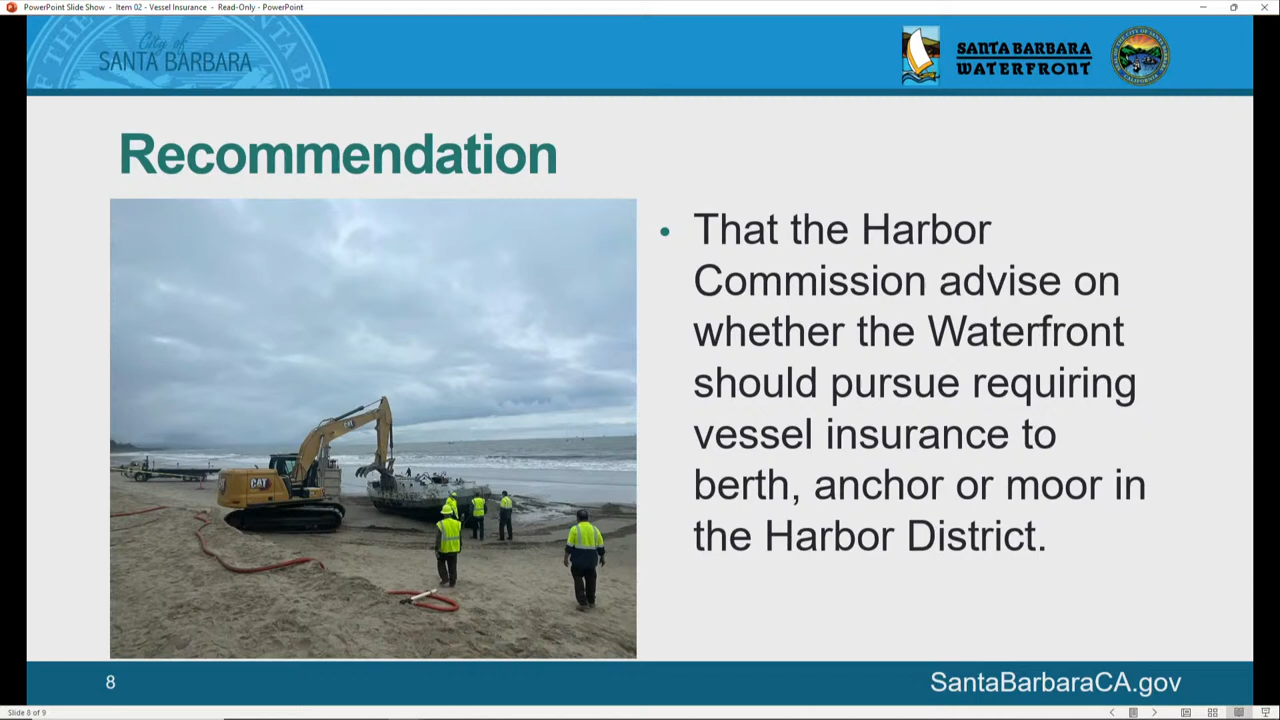 PowerPoint Slide Show - Item 02 - Vessel Insurance - Read-Only - PowerPoint
City of
SANTA BARBARA
SANTA BARBARA
WATERFRONT
Recommendation
• That the Harbor
Commission advise on
whether the Waterfront
should pursue requiring
vessel insurance to
berth, anchor or moor in
the Harbor District.
CAT
CAT
8
SantaBarbaraCA.gov
Slide 8 of 9